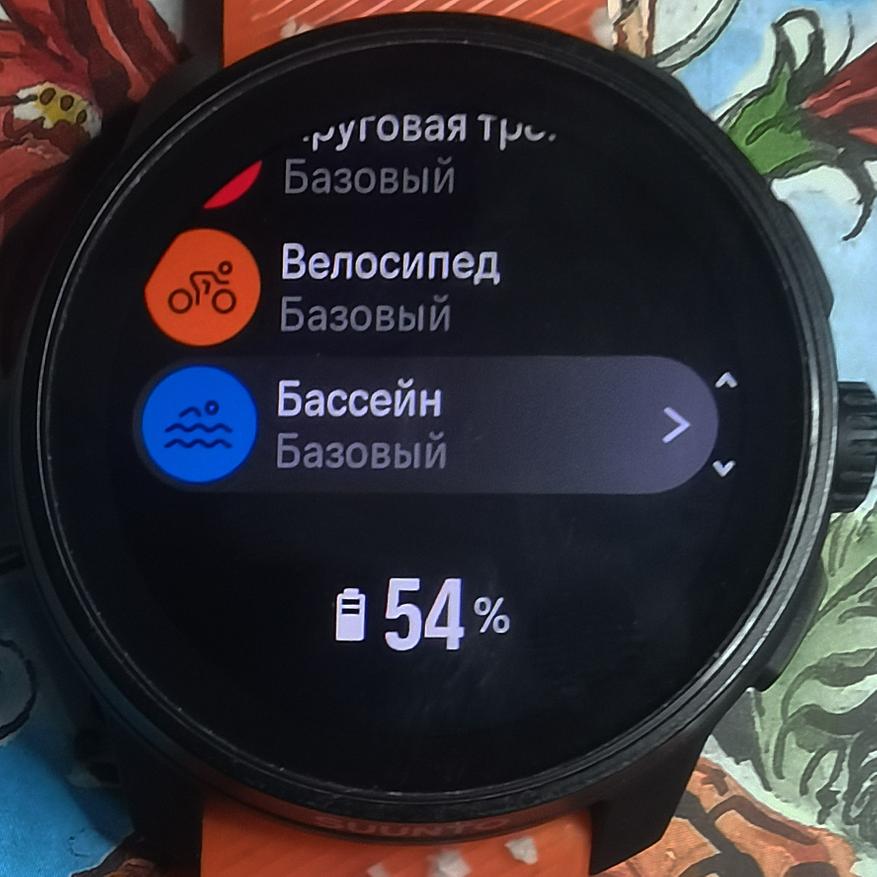 Базовый
Велосипед
Базовый
Бассейн
Базовый
54%
SUUNTO